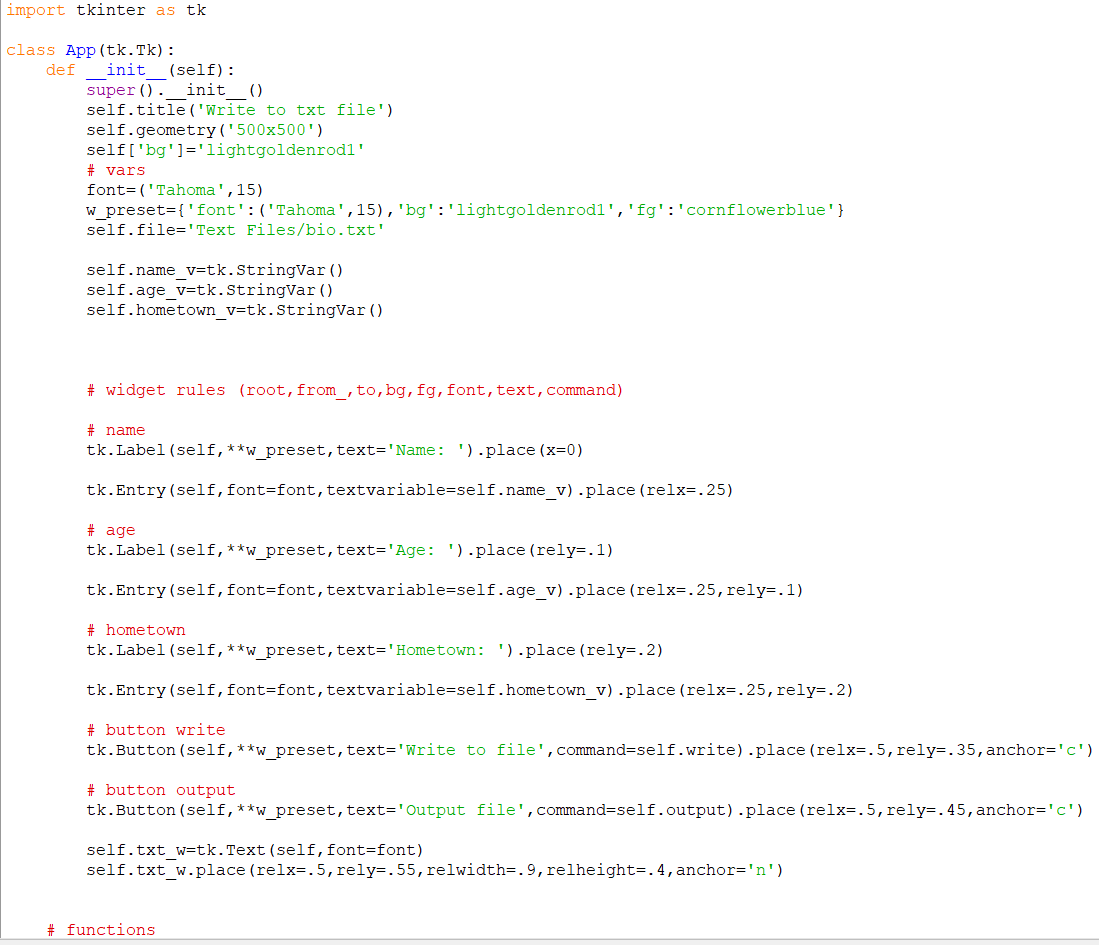 import tkinter as tk
class App(tk.Tk):
    def __init__(self):
        super().__init__()
        self.title('Write to txt file')
        self.geometry('500x500')
        self['bg']='lightgoldenrod1'
        # vars
        font=('Tahoma',15)
        w_preset={'font':('Tahoma',15),'bg':'lightgoldenrod1','fg':'cornflowerblue'}
        self.file='Text Files/bio.txt'
        self.name_v=tk.StringVar()
        self.age_v=tk.StringVar()
        self.hometown_v=tk.StringVar()
        # widget rules (root,from_,to,bg,fg,font,text,command)
        # name
        tk.Label(self,**w_preset,text='Name: ').place(x=0)
        tk.Entry(self,font=font,textvariable=self.name_v).place(relx=.25)
        # age
        tk.Label(self,**w_preset,text='Age: ').place(rely=.1)
        tk.Entry(self,font=font,textvariable=self.age_v).place(relx=.25,rely=.1)
        # hometown
        tk.Label(self,**w_preset,text='Hometown: ').place(rely=.2)
        tk.Entry(self,font=font,textvariable=self.hometown_v).place(relx=.25,rely=.2)
        # button write
        tk.Button(self,**w_preset,text='Write to file',command=self.write).place(relx=.5,rely=.35,anchor='c')
        # button output
        tk.Button(self,**w_preset,text='Output file',command=self.output).place(relx=.5,rely=.45,anchor='c')
        self.txt_w=tk.Text(self,font=font)
        self.txt_w.place(relx=.5,rely=.55,relwidth=.9,relheight=.4,anchor='n')
    # functions